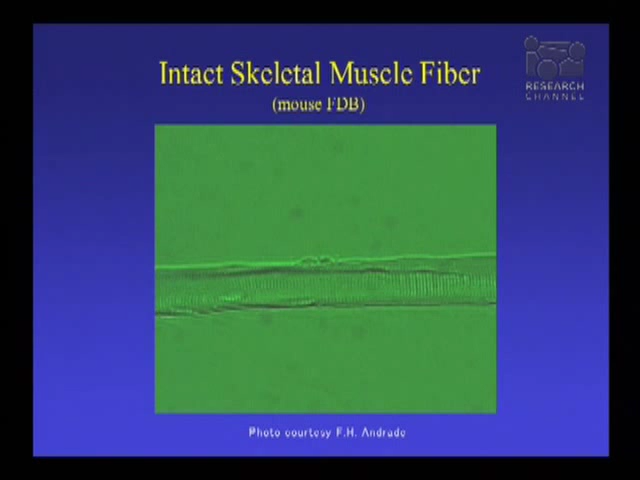 Intact Skeletal Muscle Fiber
(mouse FDB)
RESEARCH
CHANNEL
Photo courtesy F.H. Andrade